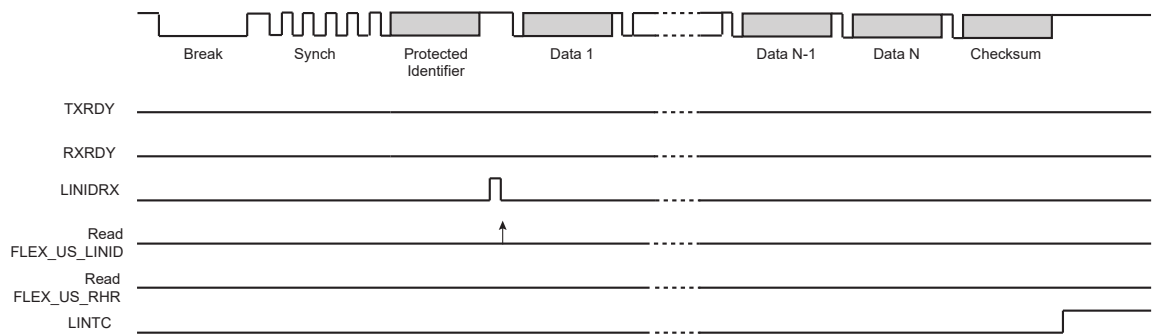 Break
Synch
Protected
Identifier
Data 1
Data N-1
Data N
Checksum
TXRDY
RXRDY
LINIDRX
Read
FLEX_US_LINID
Read
FLEX_US_RHR
LINTC